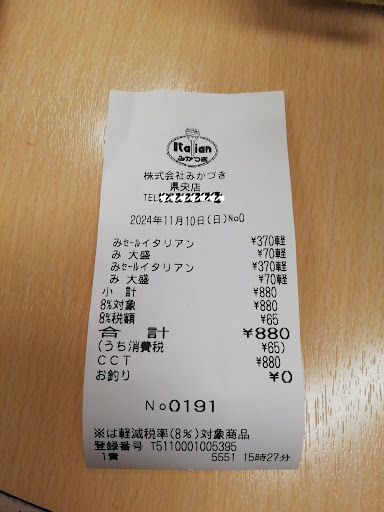 Italian
みかづき
株式会社みかづき
県央店
TEL
2024年11月10日(日)No0
みｾｰﾙイタリアン ¥370軽
み 大盛 ¥70軽
みｾｰﾙイタリアン ¥370軽
み 大盛 ¥70軽
小 計 ¥880
8%対象 ¥880
8%税額 ¥65
合 計 ¥880
(うち消費税 ¥65)
CCT ¥880
お釣り ¥0
No0191
※は軽減税率(8%)対象商品
登録番号 T5110001005395
1責 5551 15時27分